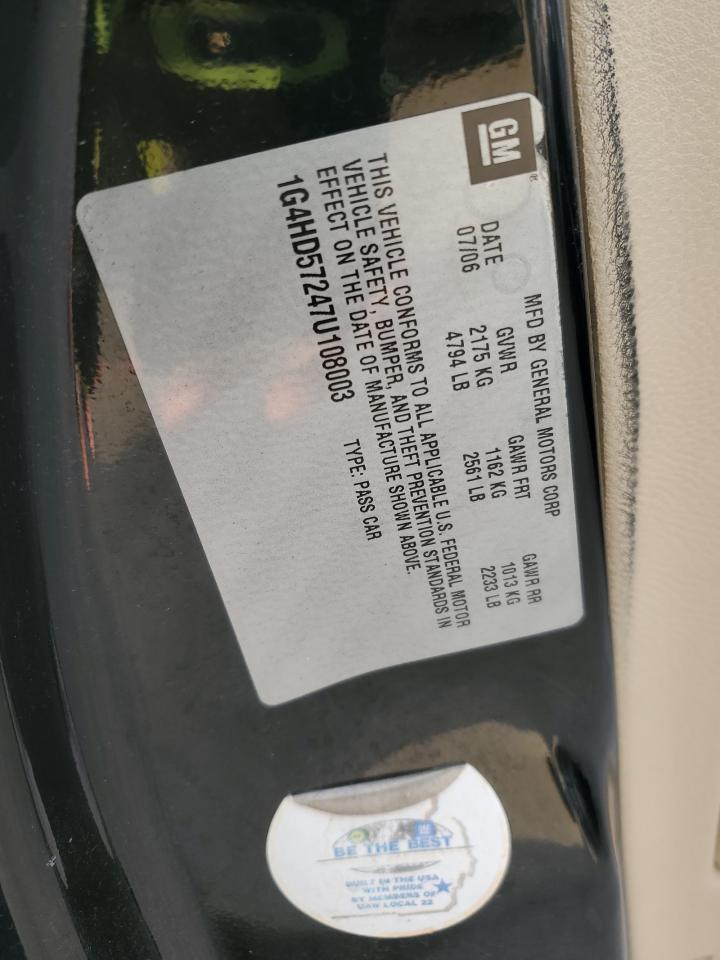 GM
MFD BY GENERAL MOTORS CORP
DATE GVWR GAWR FRT GAWR RR
07/06 2175 KG 1162 KG 1013 KG
4794 LB 2561 LB 2233 LB
THIS VEHICLE CONFORMS TO ALL APPLICABLE U.S. FEDERAL MOTOR
VEHICLE SAFETY, BUMPER, AND THEFT PREVENTION STANDARDS IN
EFFECT ON THE DATE OF MANUFACTURE SHOWN ABOVE.
1G4HD57247U108003 TYPE: PASS CAR
BE THE BEST
BUILT IN THE USA
WITH PRIDE
BY MEMBERS OF
UAW LOCAL 22